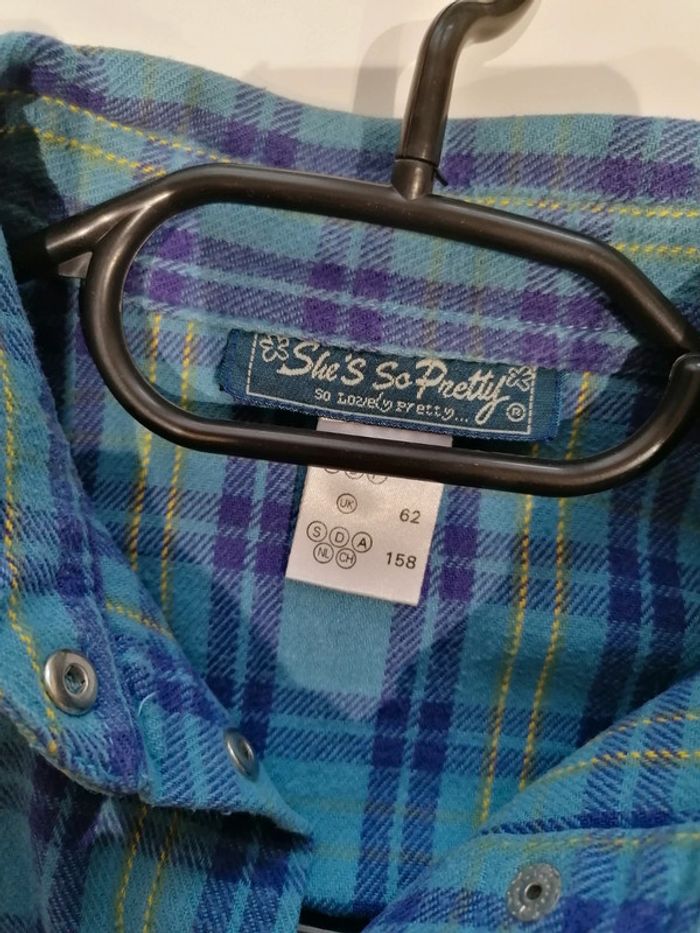 She's So Pretty
so Lovely pretty... ®
UK 62
S D A
NL CH 158